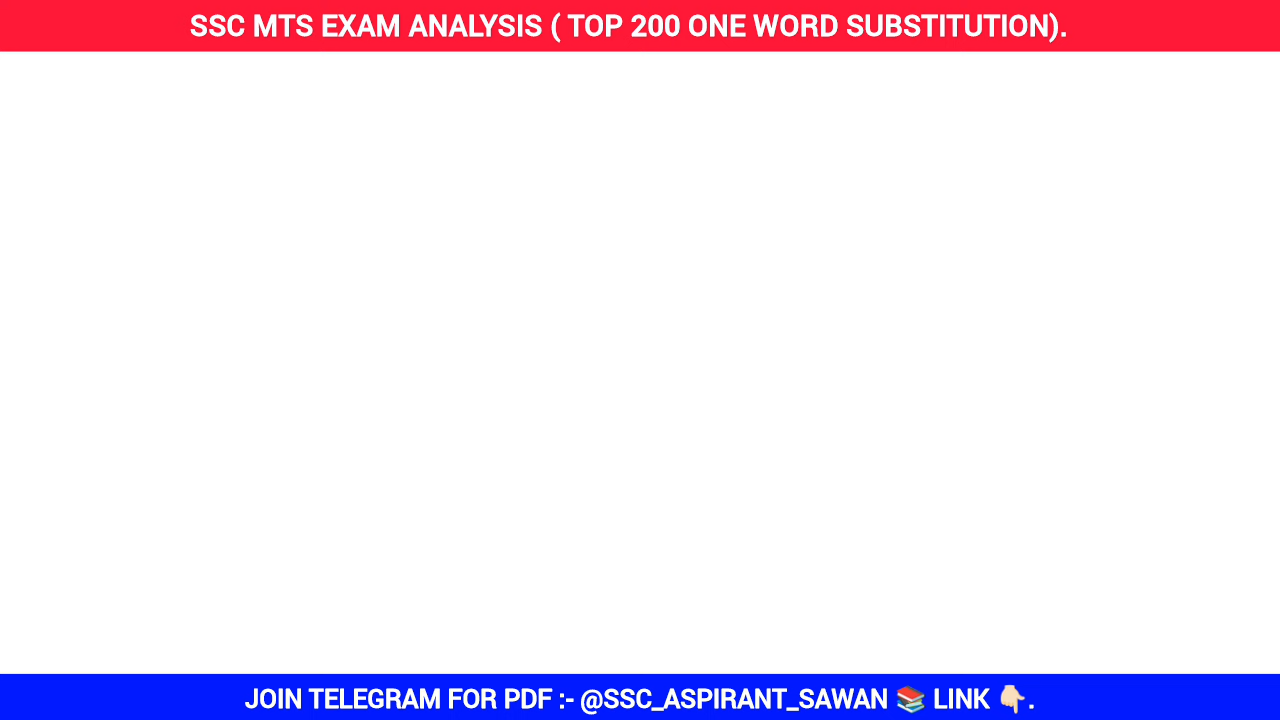 SSC MTS EXAM ANALYSIS ( TOP 200 ONE WORD SUBSTITUTION).
JOIN TELEGRAM FOR PDF :- @SSC_ASPIRANT_SAWAN 📚 LINK 👇🏻.